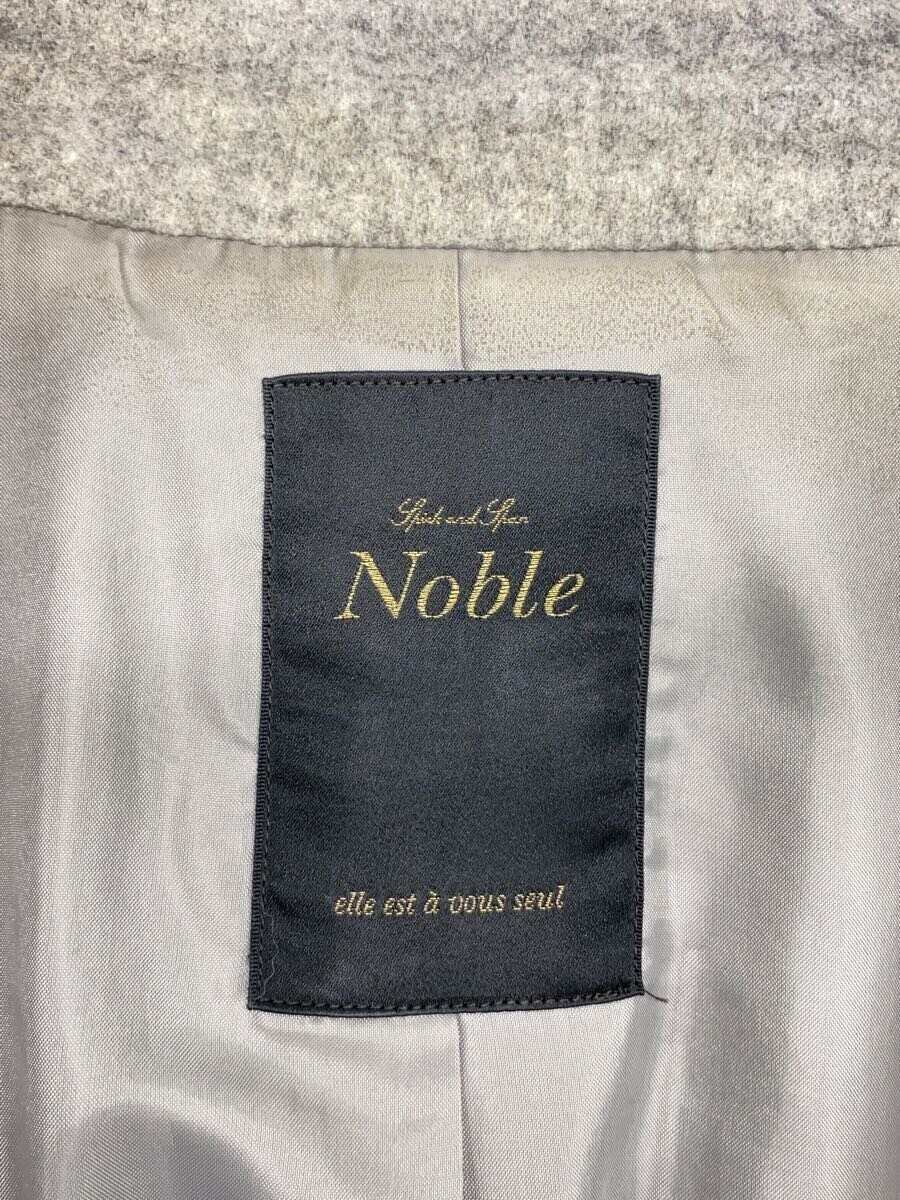 Spick and Span
Noble
elle est à vous seul